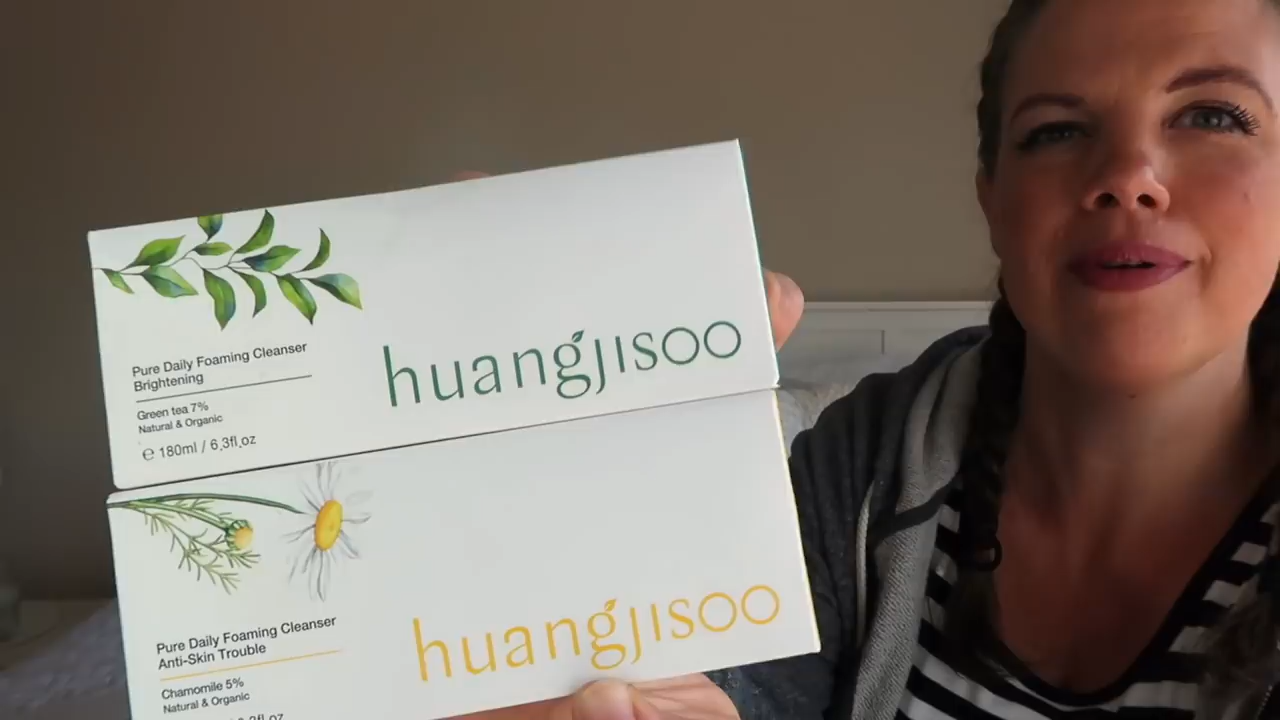 Pure Daily Foaming Cleanser
Brightening
Green tea 7%
Natural & Organic
℮ 180ml / 6.3fl.oz
huangjisoo
Pure Daily Foaming Cleanser
Anti-Skin Trouble
Chamomile 5%
Natural & Organic
huangjisoo